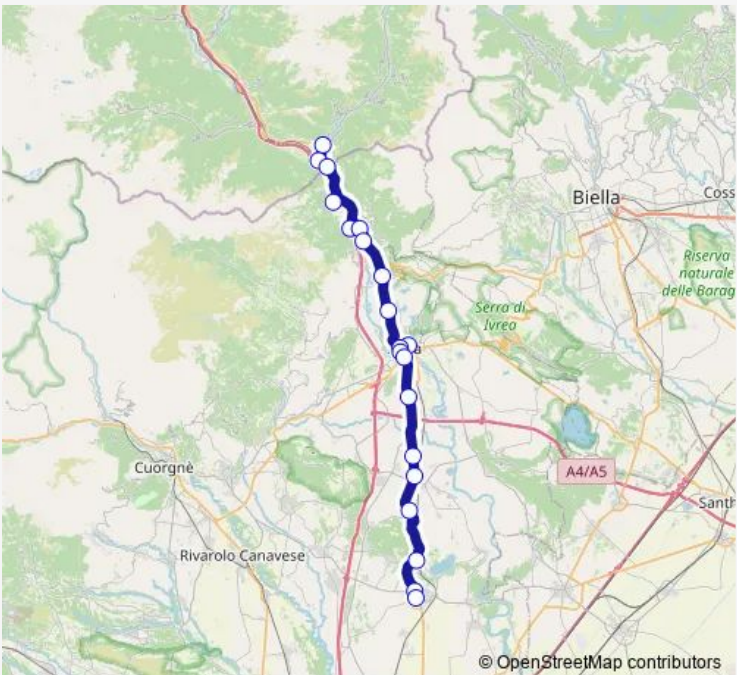 Biella
Coss
Riserva
naturale
delle Barag
Serra di
Ivrea
a
Cuorgnè
A4/A5
Santh
Rivarolo Canavese
© OpenStreetMap contributors